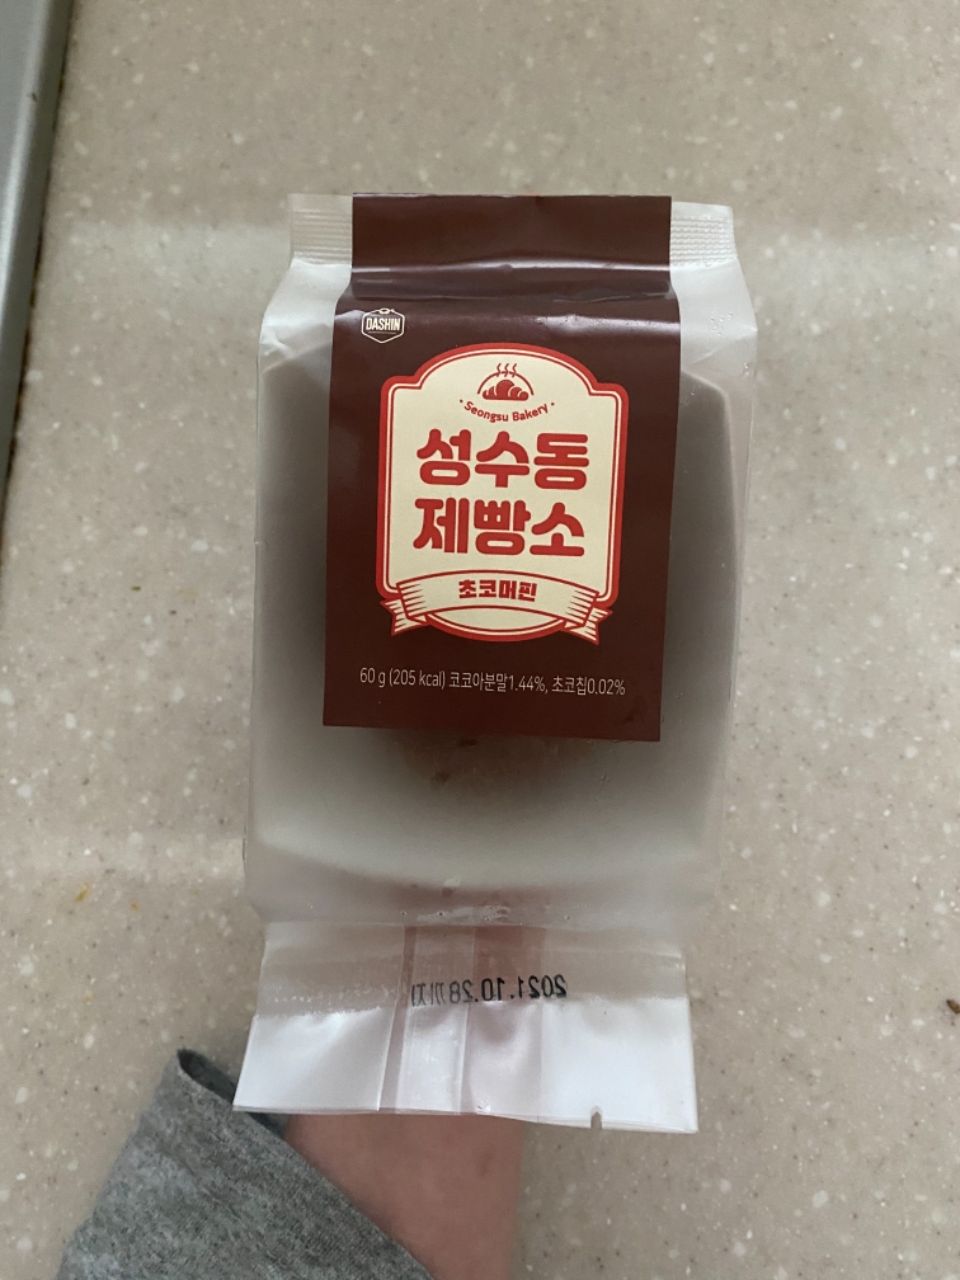 DASHIN
• Seongsu Bakery •
성수동
제빵소
초코머핀
60 g (205 kcal) 코코아분말1.44%, 초코칩0.02%
2021.10.28까지